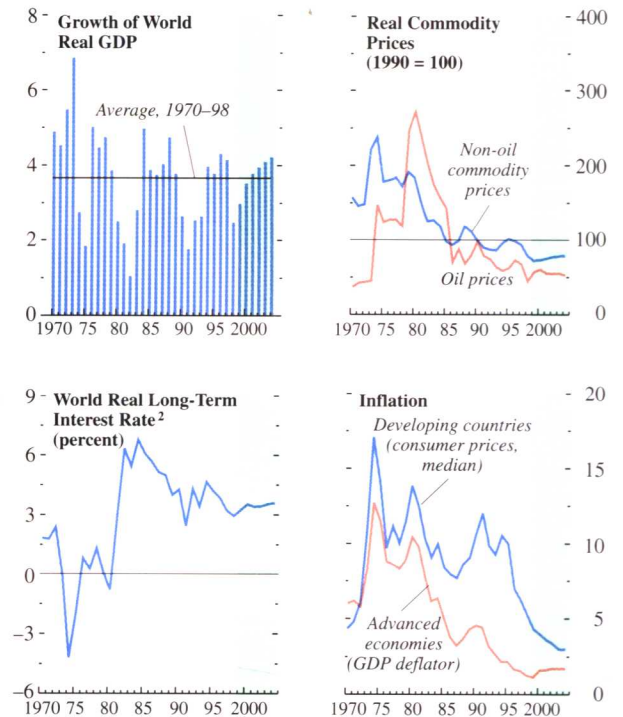 Growth of World
Real GDP
8
6
4
2
0
Average, 1970–98
1970 75 80 85 90 95 2000
Real Commodity
Prices
(1990 = 100)
400
300
200
100
0
Non-oil
commodity
prices
Oil prices
1970 75 80 85 90 95 2000
World Real Long-Term
Interest Rate 2
(percent)
9
6
3
0
–3
–6
1970 75 80 85 90 95 2000
Inflation
20
15
10
5
0
Developing countries
(consumer prices,
median)
Advanced
economies
(GDP deflator)
1970 75 80 85 90 95 2000